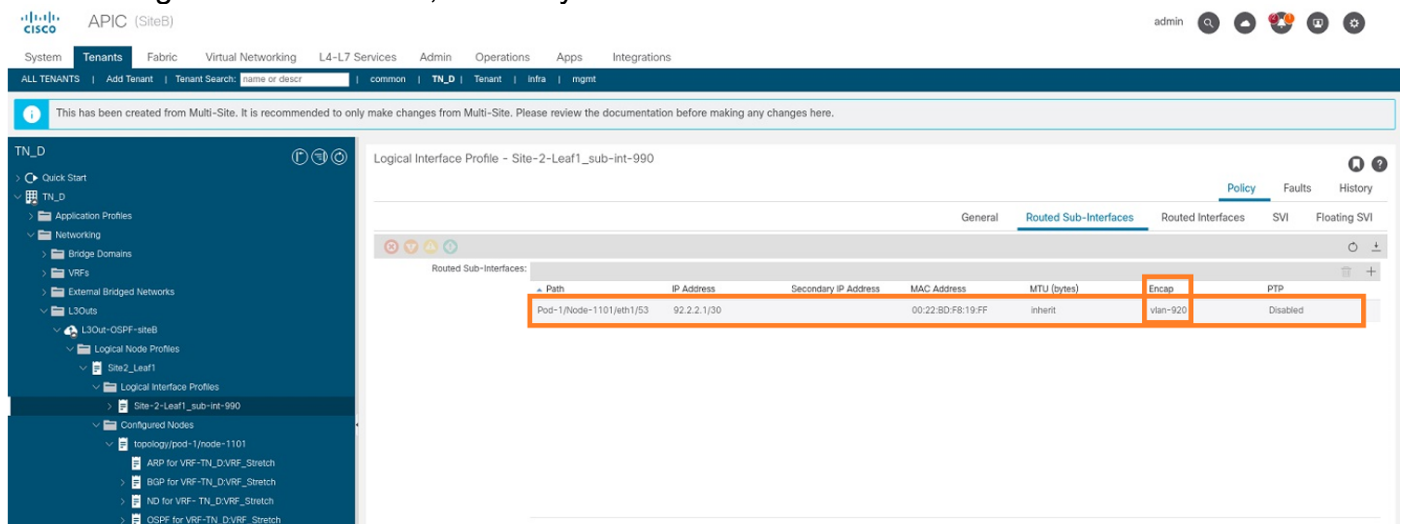 cisco APIC (SiteB) admin
System Tenants Fabric Virtual Networking L4-L7 Services Admin Operations Apps Integrations
ALL TENANTS | Add Tenant | Tenant Search: name or descr | common | TN_D | Tenant | infra | mgmt
i This has been created from Multi-Site. It is recommended to only make changes from Multi-Site. Please review the documentation before making any changes here.
TN_D
Quick Start
TN_D
Application Profiles
Networking
Bridge Domains
VRFs
External Bridged Networks
L3Outs
L3Out-OSPF-siteB
Logical Node Profiles
Site2_Leaf1
Logical Interface Profiles
Site-2-Leaf1_sub-int-990
Configured Nodes
topology/pod-1/node-1101
ARP for VRF-TN_D:VRF_Stretch
BGP for VRF-TN_D:VRF_Stretch
ND for VRF- TN_D:VRF_Stretch
OSPF for VRF-TN_D:VRF_Stretch
Logical Interface Profile - Site-2-Leaf1_sub-int-990
Policy Faults History
General Routed Sub-Interfaces Routed Interfaces SVI Floating SVI
Routed Sub-Interfaces:
Path IP Address Secondary IP Address MAC Address MTU (bytes) Encap PTP
Pod-1/Node-1101/eth1/53 92.2.2.1/30 00:22:BD:F8:19:FF inherit vlan-920 Disabled